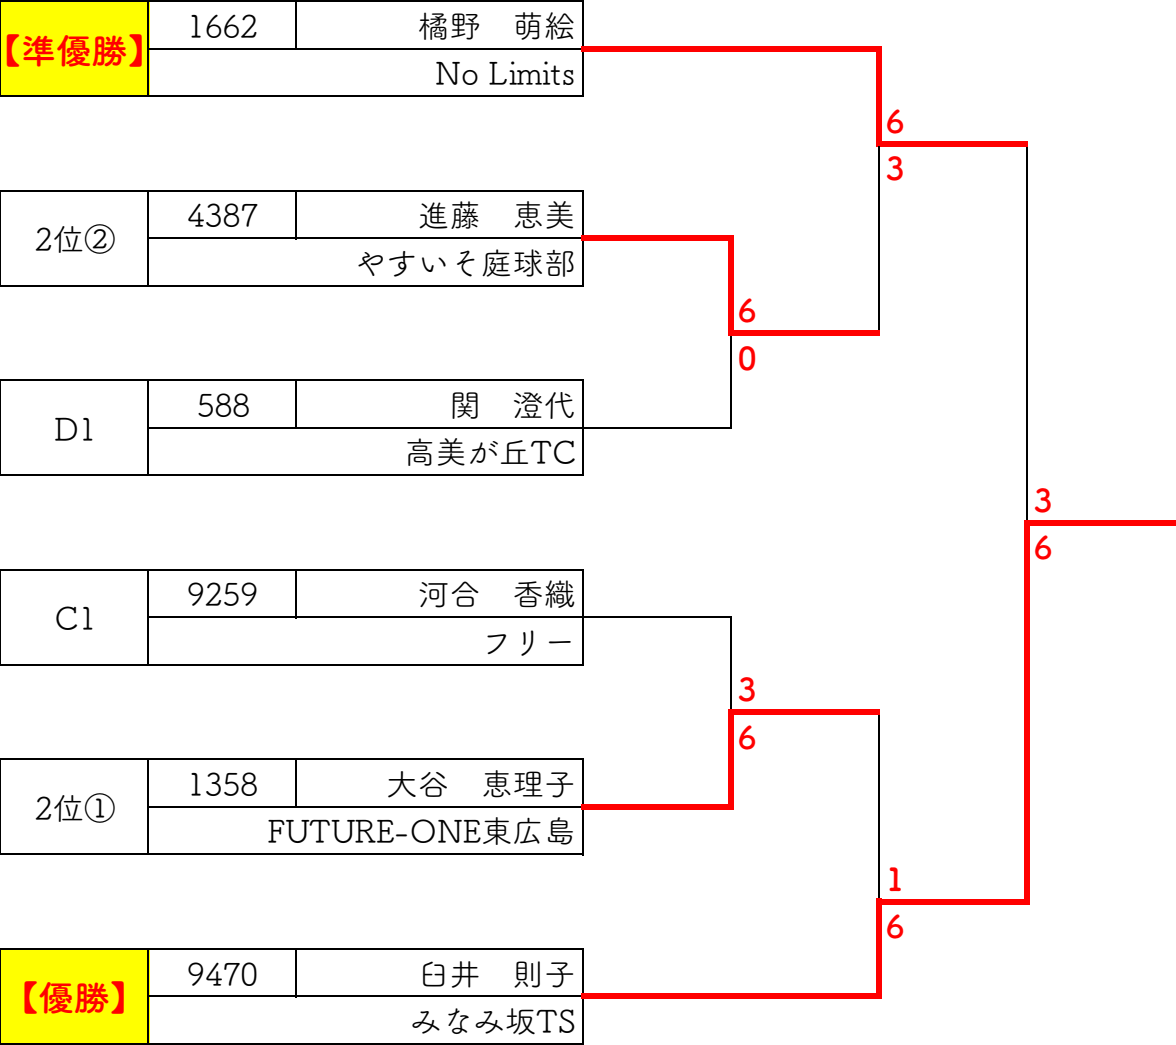 【準優勝】 1662 橘野 萌絵
No Limits
6
3
2位② 4387 進藤 恵美
やすいそ庭球部
6
0
D1 588 関 澄代
高美が丘TC
3
6
C1 9259 河合 香織
フリー
3
6
2位① 1358 大谷 恵理子
FUTURE-ONE東広島
1
6
【優勝】 9470 臼井 則子
みなみ坂TS